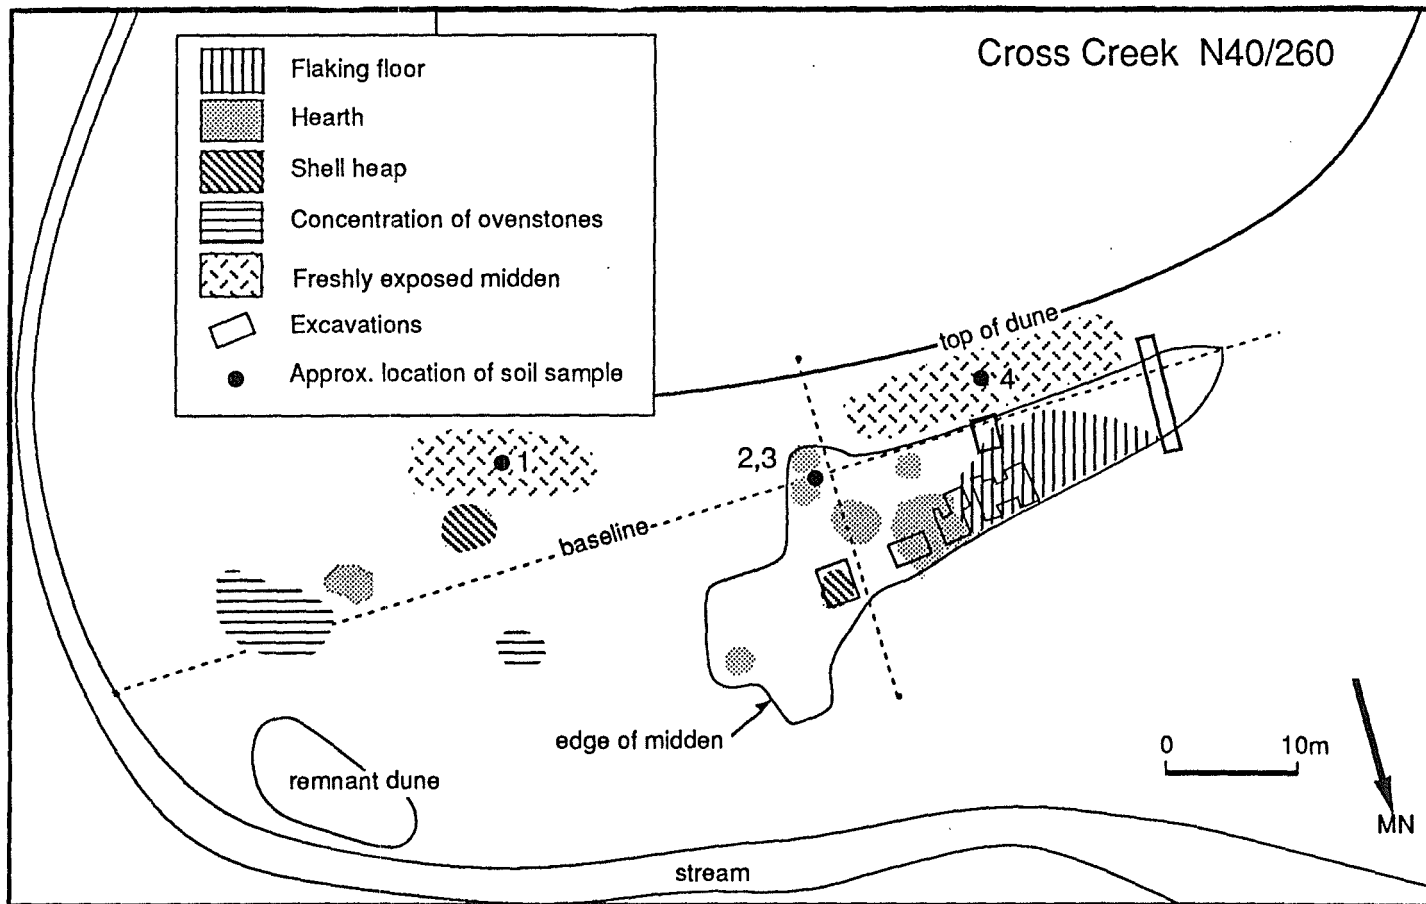 Cross Creek N40/260
Flaking floor
Hearth
Shell heap
Concentration of ovenstones
Freshly exposed midden
Excavations
Approx. location of soil sample
top of dune
4
1
2,3
baseline
edge of midden
remnant dune
0 10m
MN
stream